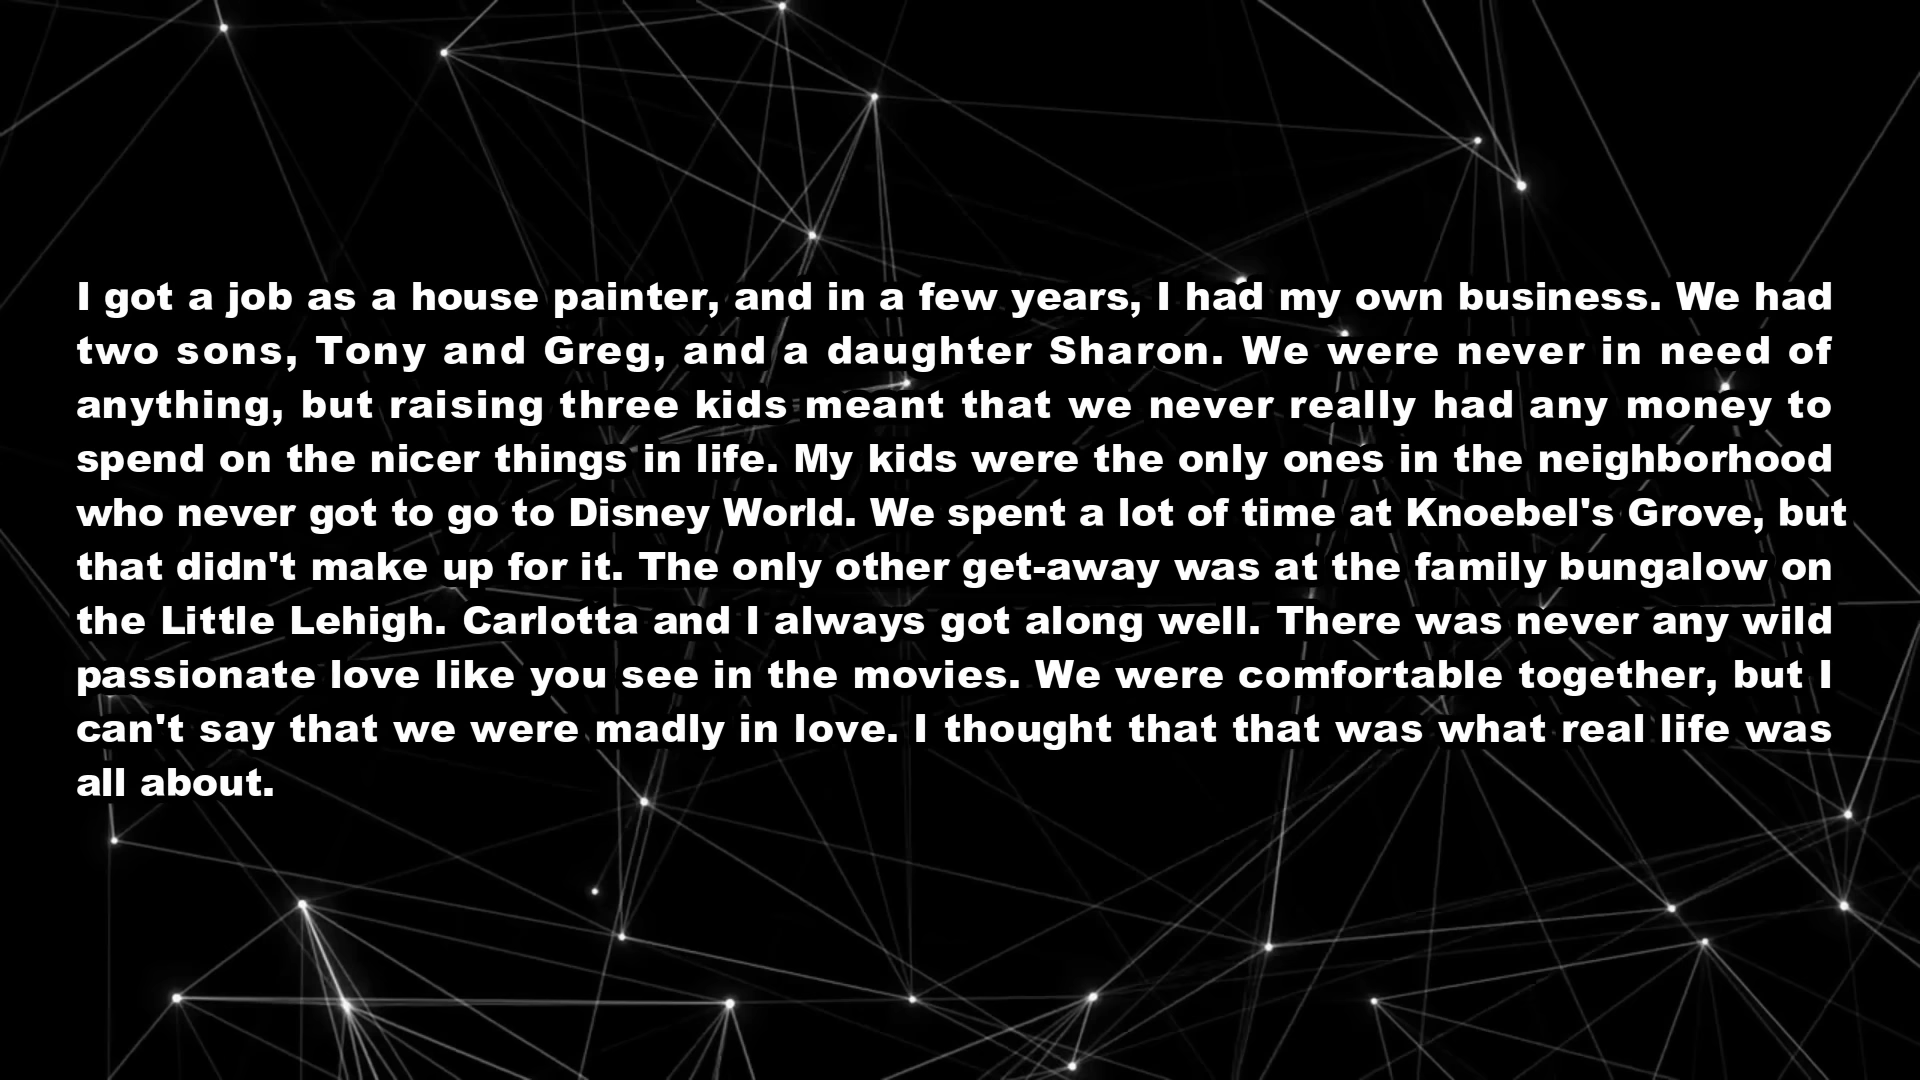 I got a job as a house painter, and in a few years, I had my own business. We had
two sons, Tony and Greg, and a daughter Sharon. We were never in need of
anything, but raising three kids meant that we never really had any money to
spend on the nicer things in life. My kids were the only ones in the neighborhood
who never got to go to Disney World. We spent a lot of time at Knoebel's Grove, but
that didn't make up for it. The only other get-away was at the family bungalow on
the Little Lehigh. Carlotta and I always got along well. There was never any wild
passionate love like you see in the movies. We were comfortable together, but I
can't say that we were madly in love. I thought that that was what real life was
all about.